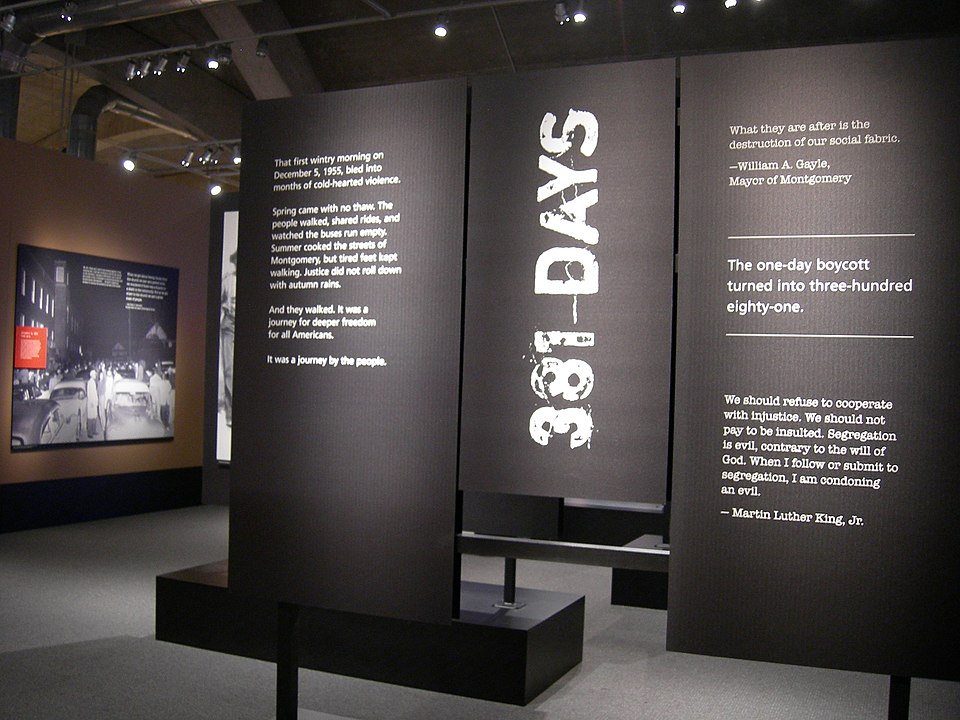 That first wintry morning on
December 5, 1955, bled into
months of cold-hearted violence.
Spring came with no thaw. The
people walked, shared rides, and
watched the buses run empty.
Summer cooked the streets of
Montgomery, but tired feet kept
walking. Justice did not roll down
with autumn rains.
And they walked. It was a
journey for deeper freedom
for all Americans.
It was a journey by the people.
381 DAYS
What they are after is the
destruction of our social fabric.
—William A. Gayle,
Mayor of Montgomery
The one-day boycott
turned into three-hundred
eighty-one.
We should refuse to cooperate
with injustice. We should not
pay to be insulted. Segregation
is evil, contrary to the will of
God. When I follow or submit to
segregation, I am condoning
an evil.
— Martin Luther King, Jr.